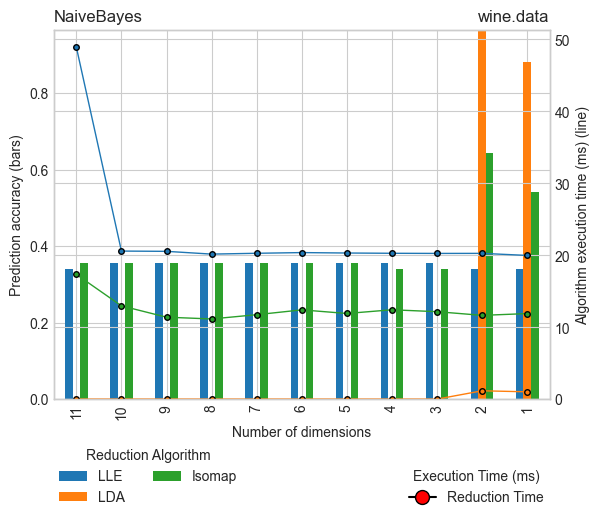 NaiveBayes wine.data
Prediction accuracy (bars)
0.8
0.6
0.4
0.2
0.0
50
40
30
20
10
0
Algorithm execution time (ms) (line)
11 10 9 8 7 6 5 4 3 2 1
Number of dimensions
Reduction Algorithm
LLE Isomap
LDA
Execution Time (ms)
Reduction Time